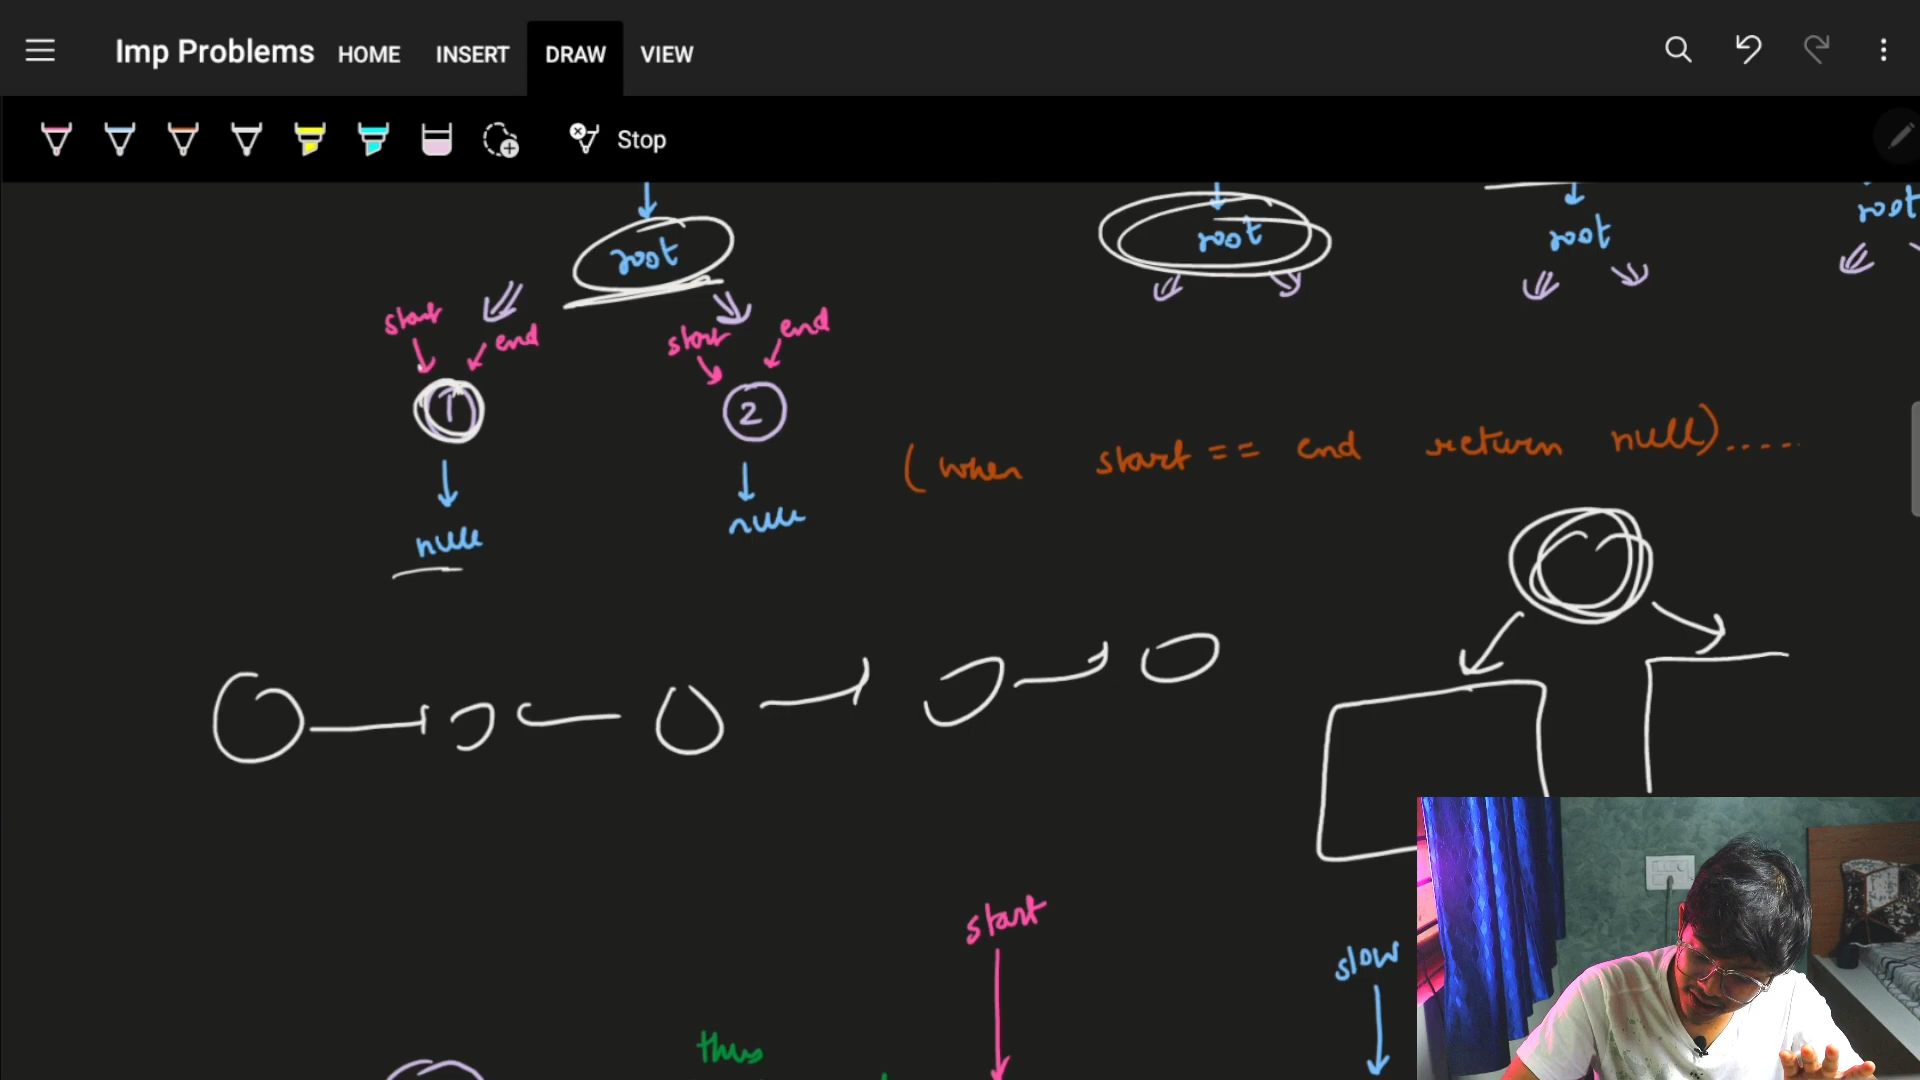 Imp Problems HOME INSERT DRAW VIEW
Stop
root
root
root
root
start end
start end
1
2
(when start == end return null).....
null
null
start
slow
thus